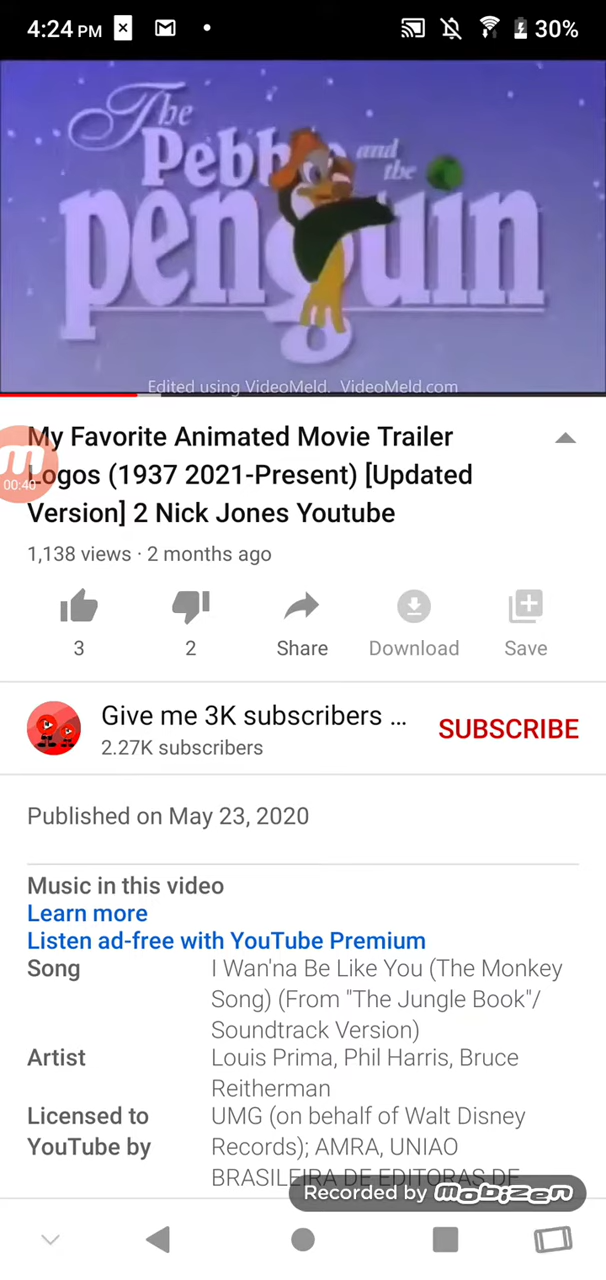 4:24 PM 30%
The
Pebble and
the
penguin
Edited using VideoMeld. VideoMeld.com
My Favorite Animated Movie Trailer
Logos (1937 2021-Present) [Updated
Version] 2 Nick Jones Youtube
00:40
1,138 views · 2 months ago
3 2 Share Download Save
Give me 3K subscribers ...
SUBSCRIBE
2.27K subscribers
Published on May 23, 2020
Music in this video
Learn more
Listen ad-free with YouTube Premium
Song I Wan'na Be Like You (The Monkey
Song) (From "The Jungle Book"/
Soundtrack Version)
Artist Louis Prima, Phil Harris, Bruce
Reitherman
Licensed to UMG (on behalf of Walt Disney
YouTube by Records); AMRA, UNIAO
BRASILEIRA DE EDITORAS DE
Recorded by mobizen